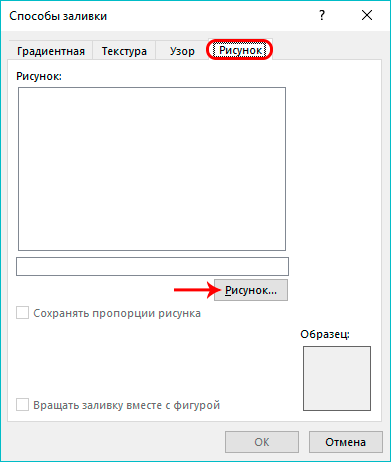 Способы заливки
?
Градиентная Текстура Узор Рисунок
Рисунок:
Рисунок...
Сохранять пропорции рисунка
Образец:
Вращать заливку вместе с фигурой
ОК Отмена